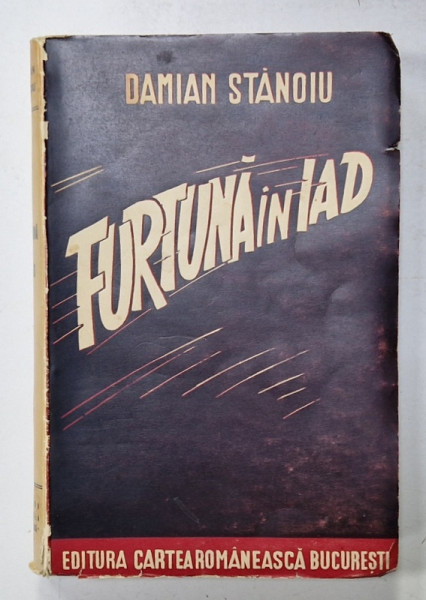 DAMIAN STĂNOIU
FURTUNĂ ÎN IAD
EDITURA CARTEA ROMÂNEASCĂ BUCUREȘTI